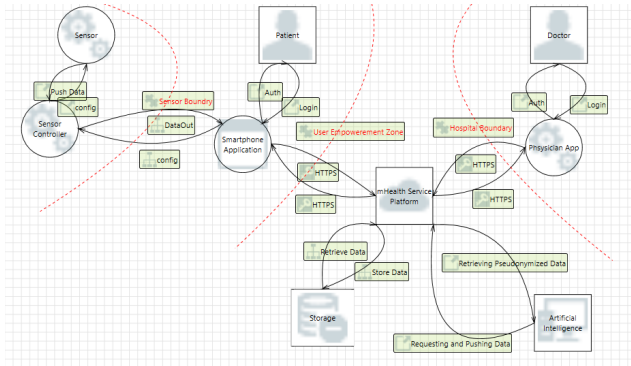 Sensor
Patient
Doctor
Push Data
config
Sensor Boundry
Auth
Login
Auth
Login
Sensor
Controller
DataOut
config
Smartphone
Application
User Empowerement Zone
Hospital Boundary
Phsysician App
HTTPS
HTTPS
HTTPS
HTTPS
mHealth Service
Platform
Retrieve Data
Store Data
Retrieving Pseudonymized Data
Storage
Artificial
Intelligence
Requesting and Pushing Data